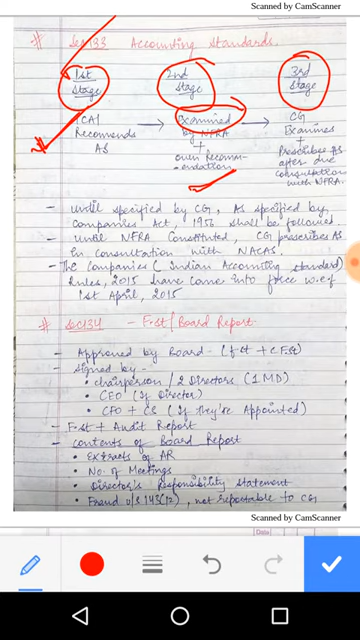 Scanned by CamScanner
# Sec 133 Accounting Standards.
1st Stage
2nd Stage
3rd Stage
ICAI Recommends AS
→ Examined by NFRA + own Recomm-endation
→ CG Examines + Prescribes AS after due consultation with NFRA.
- Until specified by CG, AS specified by
Companies Act, 1956 shall be followed.
- Until NFRA Constituted, CG prescribes AS
in Consultation with NACAS.
- The Companies (Indian Accounting Standard)
Rules, 2015 have come into force w.e.f
1st April, 2015
# Sec 134 - F.st / Board Report
- Approved by Board - (f.st + C F.st)
- Signed by -
• Chairperson / 2 Directors (1 MD)
• CEO (If Director)
• CFO + CS (If They're Appointed)
- F.st + Audit Report
- Contents of Board Report
• Extracts of AR
• No. of Meetings
• Director's Responsibility Statement
• Fraud u/s 143(12), not reportable to CG
Scanned by CamScanner
Date